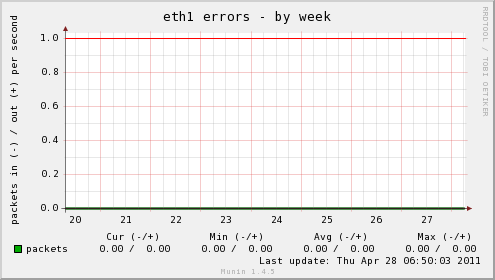 eth1 errors - by week
RRDTOOL / TOBI OETIKER
packets in (-) / out (+) per second
1.0
0.8
0.6
0.4
0.2
0.0
20 21 22 23 24 25 26 27
Cur (-/+) Min (-/+) Avg (-/+) Max (-/+)
packets 0.00 / 0.00 0.00 / 0.00 0.00 / 0.00 0.00 / 0.00
Last update: Thu Apr 28 06:50:03 2011
Munin 1.4.5